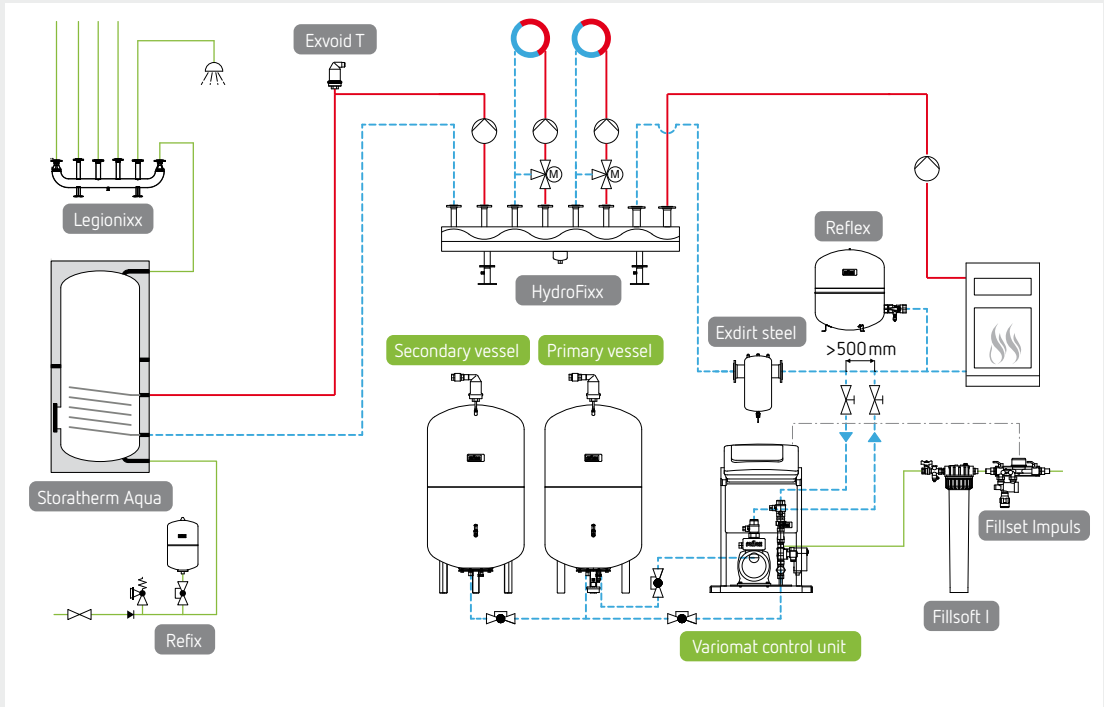 Exvoid T
Legionixx
M
M
Reflex
HydroFixx
Exdirt steel
>500 mm
Secondary vessel
Primary vessel
Storatherm Aqua
Fillset Impuls
Fillsoft I
Refix
Variomat control unit